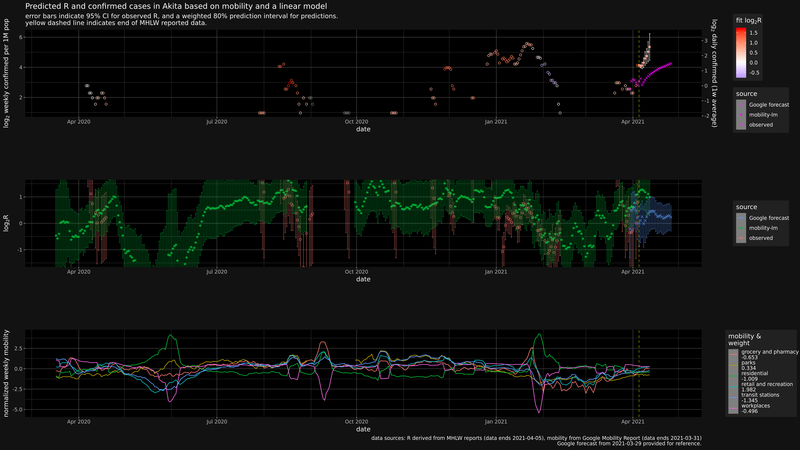 Predicted R and confirmed cases in Akita based on mobility and a linear model
error bars indicate 95% CI for observed R, and a weighted 80% prediction interval for predictions.
yellow dashed line indicates end of MHLW reported data.
log₂ weekly confirmed per 1M pop
6
4
2
3
2
1
0
-1
-2
log₂ daily confirmed (1w average)
Apr 2020
Jul 2020
Oct 2020
Jan 2021
Apr 2021
date
fit log₂R
1.5
1.0
0.5
0.0
-0.5
source
Google forecast
mobility-lm
observed
log₂R
1
0
-1
Apr 2020
Jul 2020
Oct 2020
Jan 2021
Apr 2021
date
source
Google forecast
mobility-lm
observed
normalized weekly mobility
2.5
0.0
-2.5
-5.0
Apr 2020
Jul 2020
Oct 2020
Jan 2021
Apr 2021
date
mobility &
weight
grocery and pharmacy
-0.653
parks
0.334
residential
-1.009
retail and recreation
1.982
transit stations
-1.345
workplaces
-0.496
data sources: R derived from MHLW reports (data ends 2021-04-05), mobility from Google Mobility Report (data ends 2021-03-31)
Google forecast from 2021-03-29 provided for reference.